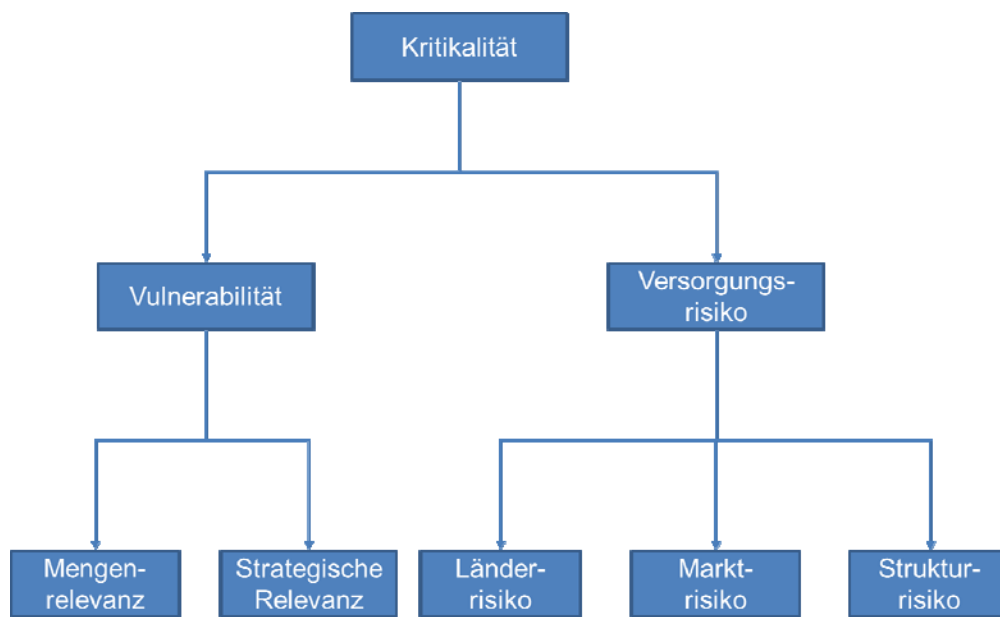 Kritikalität
Vulnerabilität
Versorgungs-
risiko
Mengen-
relevanz
Strategische
Relevanz
Länder-
risiko
Markt-
risiko
Struktur-
risiko